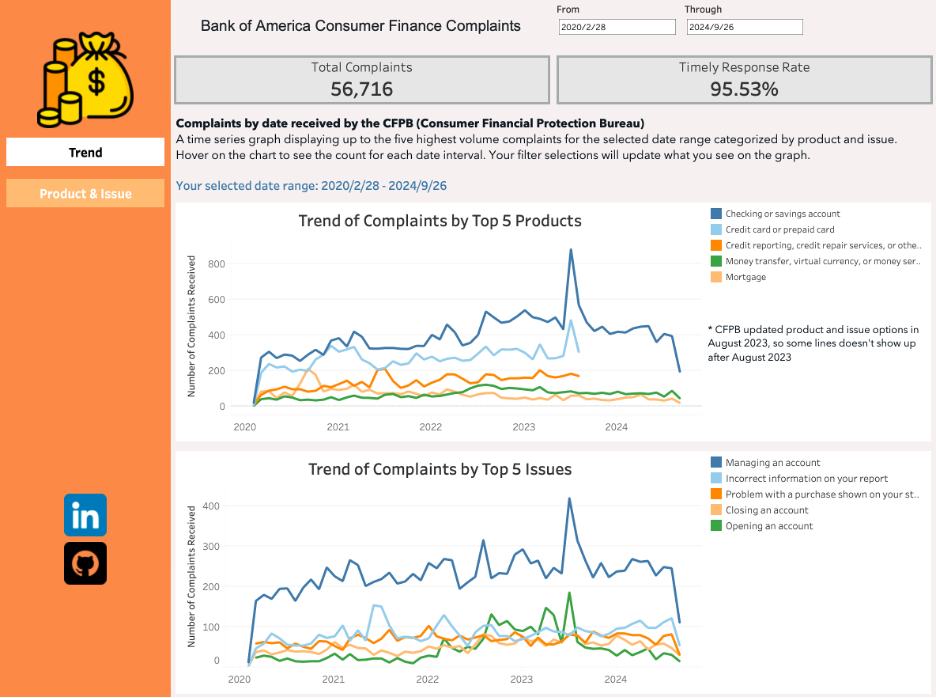 Bank of America Consumer Finance Complaints
From
Through
2020/2/28
2024/9/26
Total Complaints
56,716
Timely Response Rate
95.53%
$
Trend
Product & Issue
in
Complaints by date received by the CFPB (Consumer Financial Protection Bureau)
A time series graph displaying up to the five highest volume complaints for the selected date range categorized by product and issue.
Hover on the chart to see the count for each date interval. Your filter selections will update what you see on the graph.
Your selected date range: 2020/2/28 - 2024/9/26
Trend of Complaints by Top 5 Products
Number of Complaints Received
800
600
400
200
0
2020
2021
2022
2023
2024
Checking or savings account
Credit card or prepaid card
Credit reporting, credit repair services, or othe..
Money transfer, virtual currency, or money ser..
Mortgage
* CFPB updated product and issue options in
August 2023, so some lines doesn't show up
after August 2023
Trend of Complaints by Top 5 Issues
Number of Complaints Received
400
300
200
100
0
2020
2021
2022
2023
2024
Managing an account
Incorrect information on your report
Problem with a purchase shown on your st..
Closing an account
Opening an account